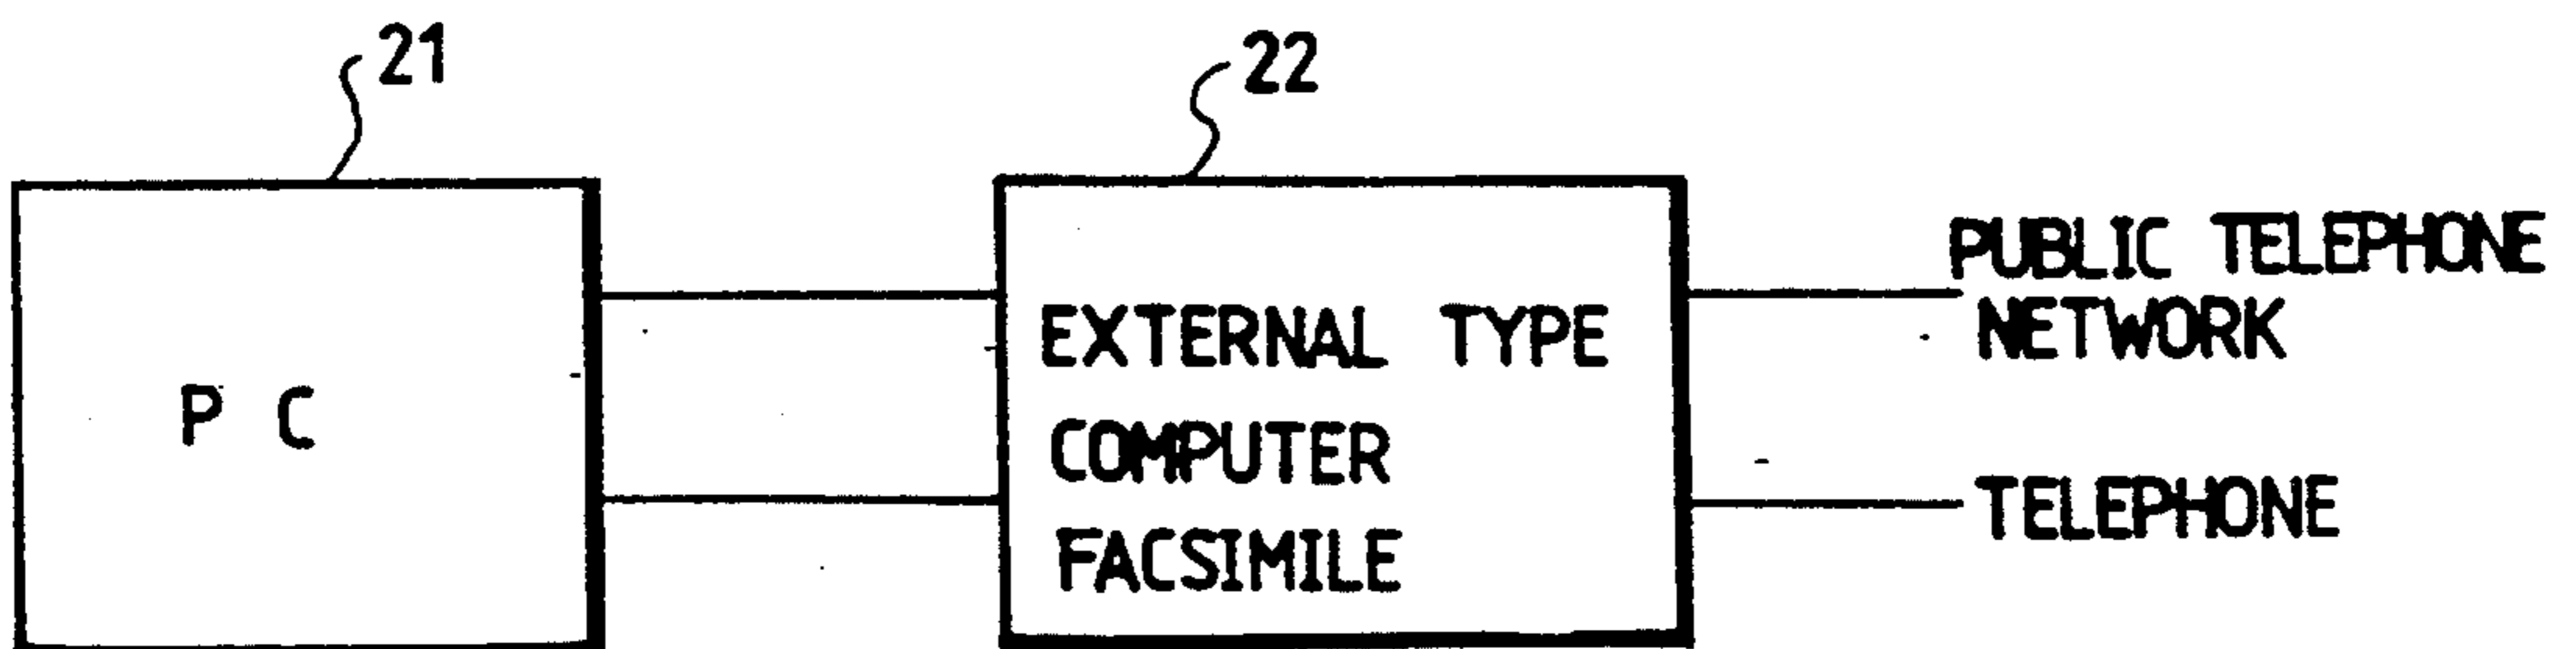 21
22
P C
EXTERNAL TYPE
COMPUTER
FACSIMILE
PUBLIC TELEPHONE
NETWORK
TELEPHONE